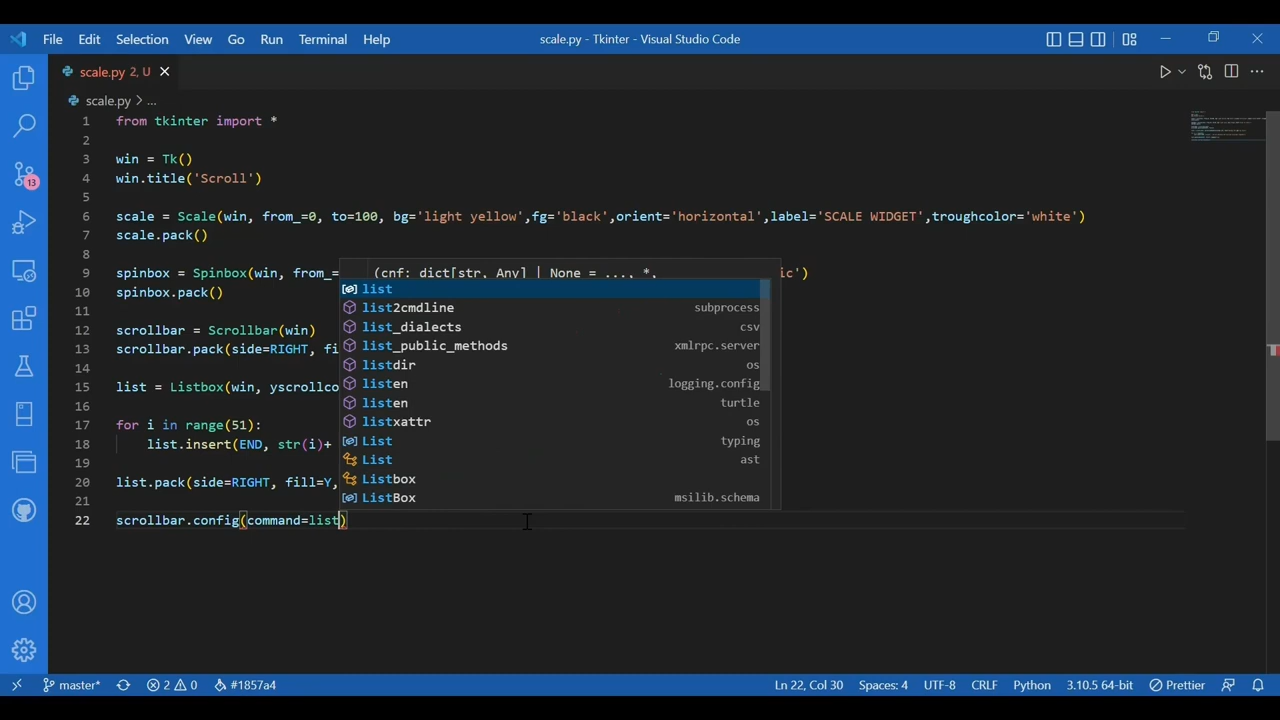 File Edit Selection View Go Run Terminal Help scale.py - Tkinter - Visual Studio Code
scale.py 2, U
scale.py > ...
1 from tkinter import *
2
3 win = Tk()
4 win.title('Scroll')
5
6 scale = Scale(win, from_=0, to=100, bg='light yellow',fg='black',orient='horizontal',label='SCALE WIDGET',troughcolor='white')
7 scale.pack()
8
9 spinbox = Spinbox(win, from_= (cnf: dict[str, Any] | None = ..., *, ic')
10 spinbox.pack()
11
12 scrollbar = Scrollbar(win)
13 scrollbar.pack(side=RIGHT, fi
14
15 list = Listbox(win, yscrollco
16
17 for i in range(51):
18 list.insert(END, str(i)+
19
20 list.pack(side=RIGHT, fill=Y,
21
22 scrollbar.config(command=list)
list
list2cmdline subprocess
list_dialects csv
list_public_methods xmlrpc.server
listdir os
listen logging.config
listen turtle
listxattr os
List typing
List ast
Listbox
ListBox msilib.schema
13
master* 2 0 #1857a4 Ln 22, Col 30 Spaces: 4 UTF-8 CRLF Python 3.10.5 64-bit Prettier